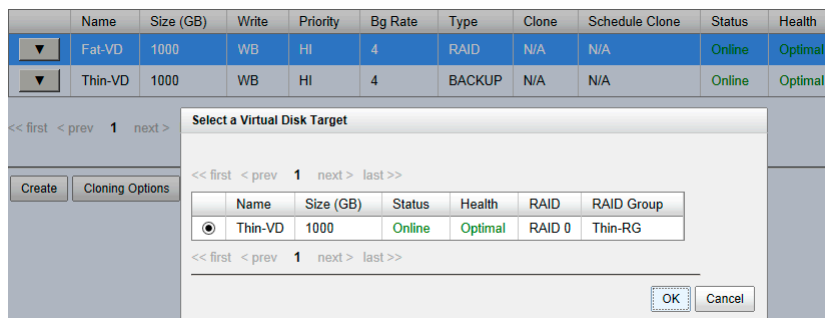 Name Size (GB) Write Priority Bg Rate Type Clone Schedule Clone Status Health
▼ Fat-VD 1000 WB HI 4 RAID N/A N/A Online Optimal
▼ Thin-VD 1000 WB HI 4 BACKUP N/A N/A Online Optimal
<< first < prev 1 next >
Create Cloning Options
Select a Virtual Disk Target
<< first < prev 1 next > last >>
Name Size (GB) Status Health RAID RAID Group
Thin-VD 1000 Online Optimal RAID 0 Thin-RG
<< first < prev 1 next > last >>
OK Cancel